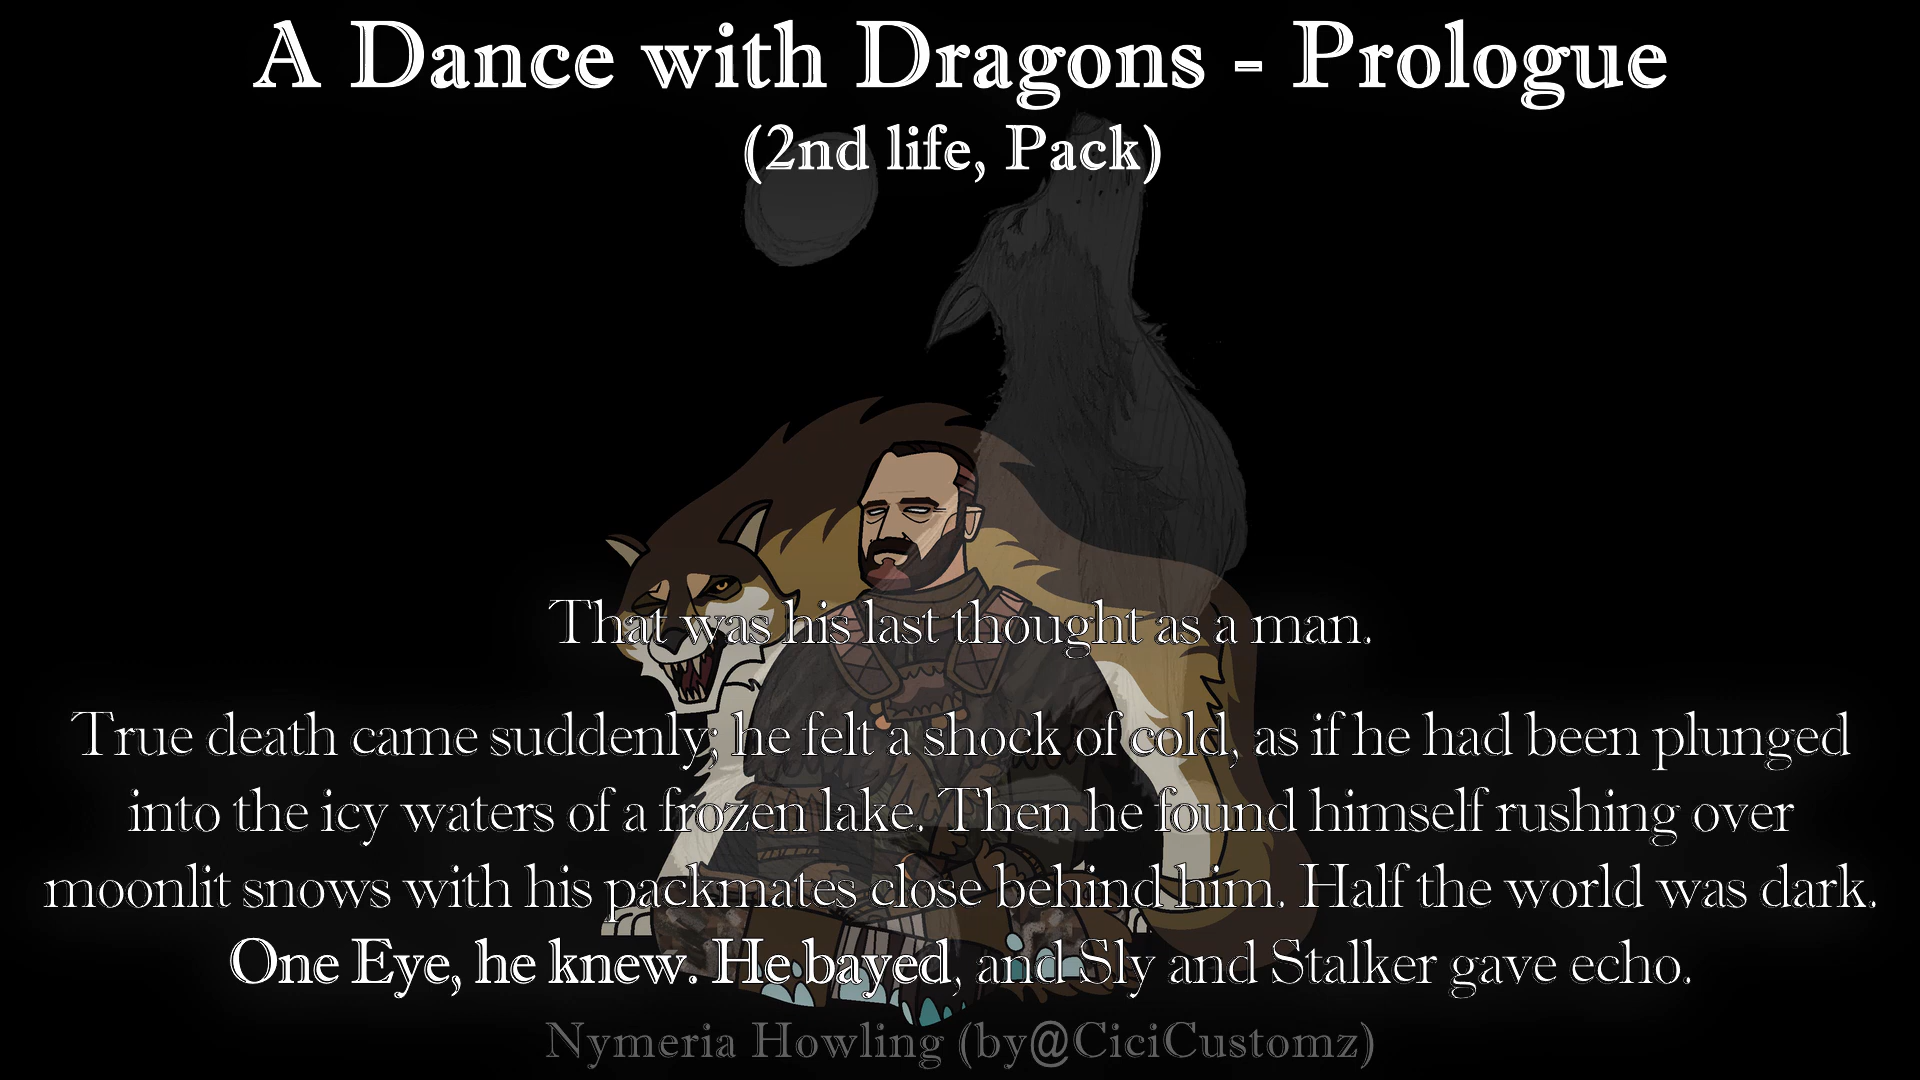 A Dance with Dragons - Prologue
(2nd life, Pack)
That was his last thought as a man.
True death came suddenly; he felt a shock of cold, as if he had been plunged
into the icy waters of a frozen lake. Then he found himself rushing over
moonlit snows with his packmates close behind him. Half the world was dark.
One Eye, he knew. He bayed, and Sly and Stalker gave echo.
Nymeria Howling (by@CiciCustomz)